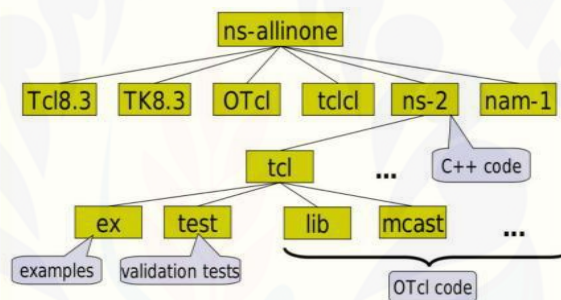 ns-allinone
Tcl8.3 TK8.3 OTcl tclcl ns-2 nam-1
tcl ... C++ code
ex test lib mcast ...
examples validation tests
OTcl code